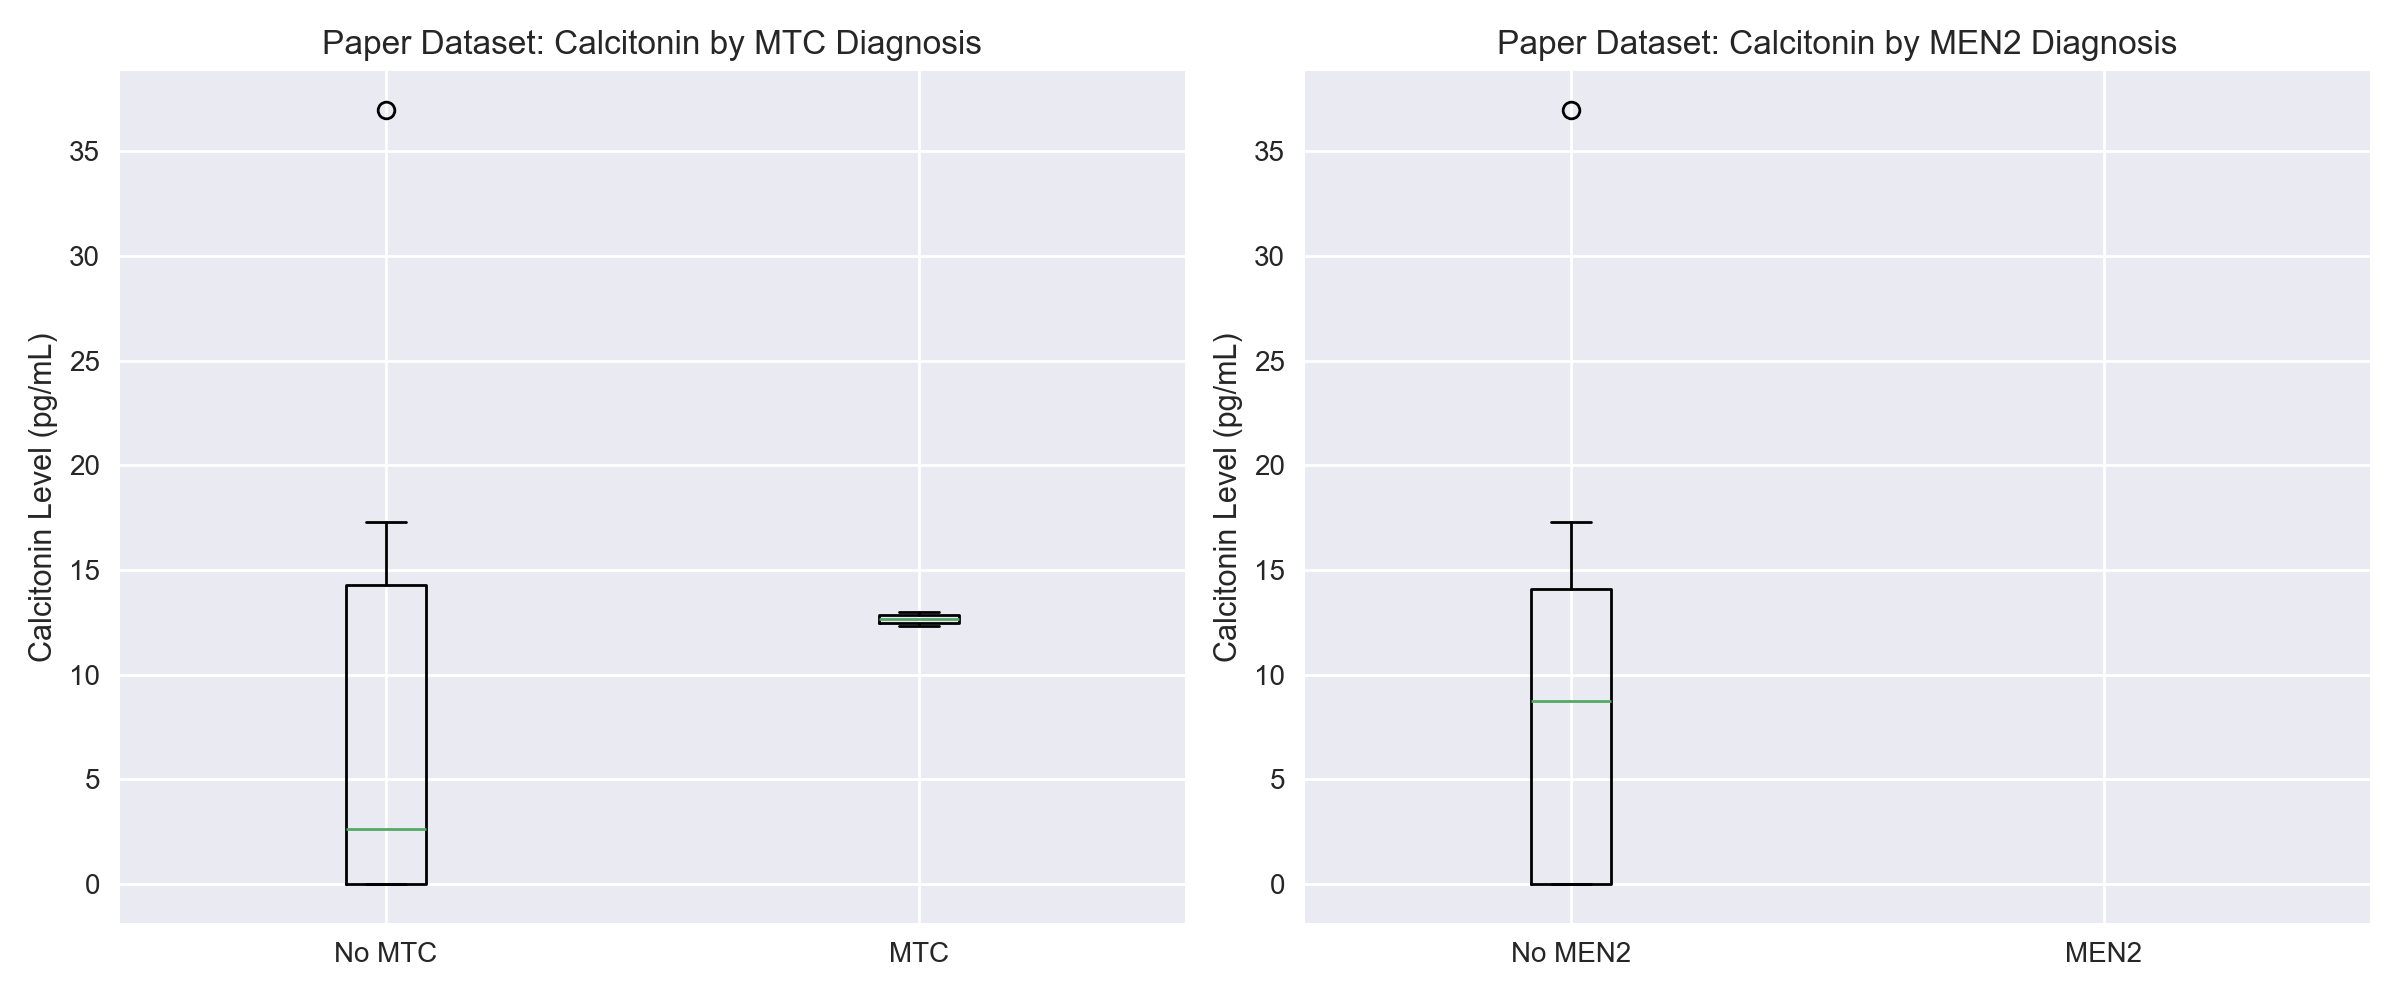 Paper Dataset: Calcitonin by MTC Diagnosis
Calcitonin Level (pg/mL)
35
30
25
20
15
10
5
0
No MTC
MTC
Paper Dataset: Calcitonin by MEN2 Diagnosis
Calcitonin Level (pg/mL)
35
30
25
20
15
10
5
0
No MEN2
MEN2